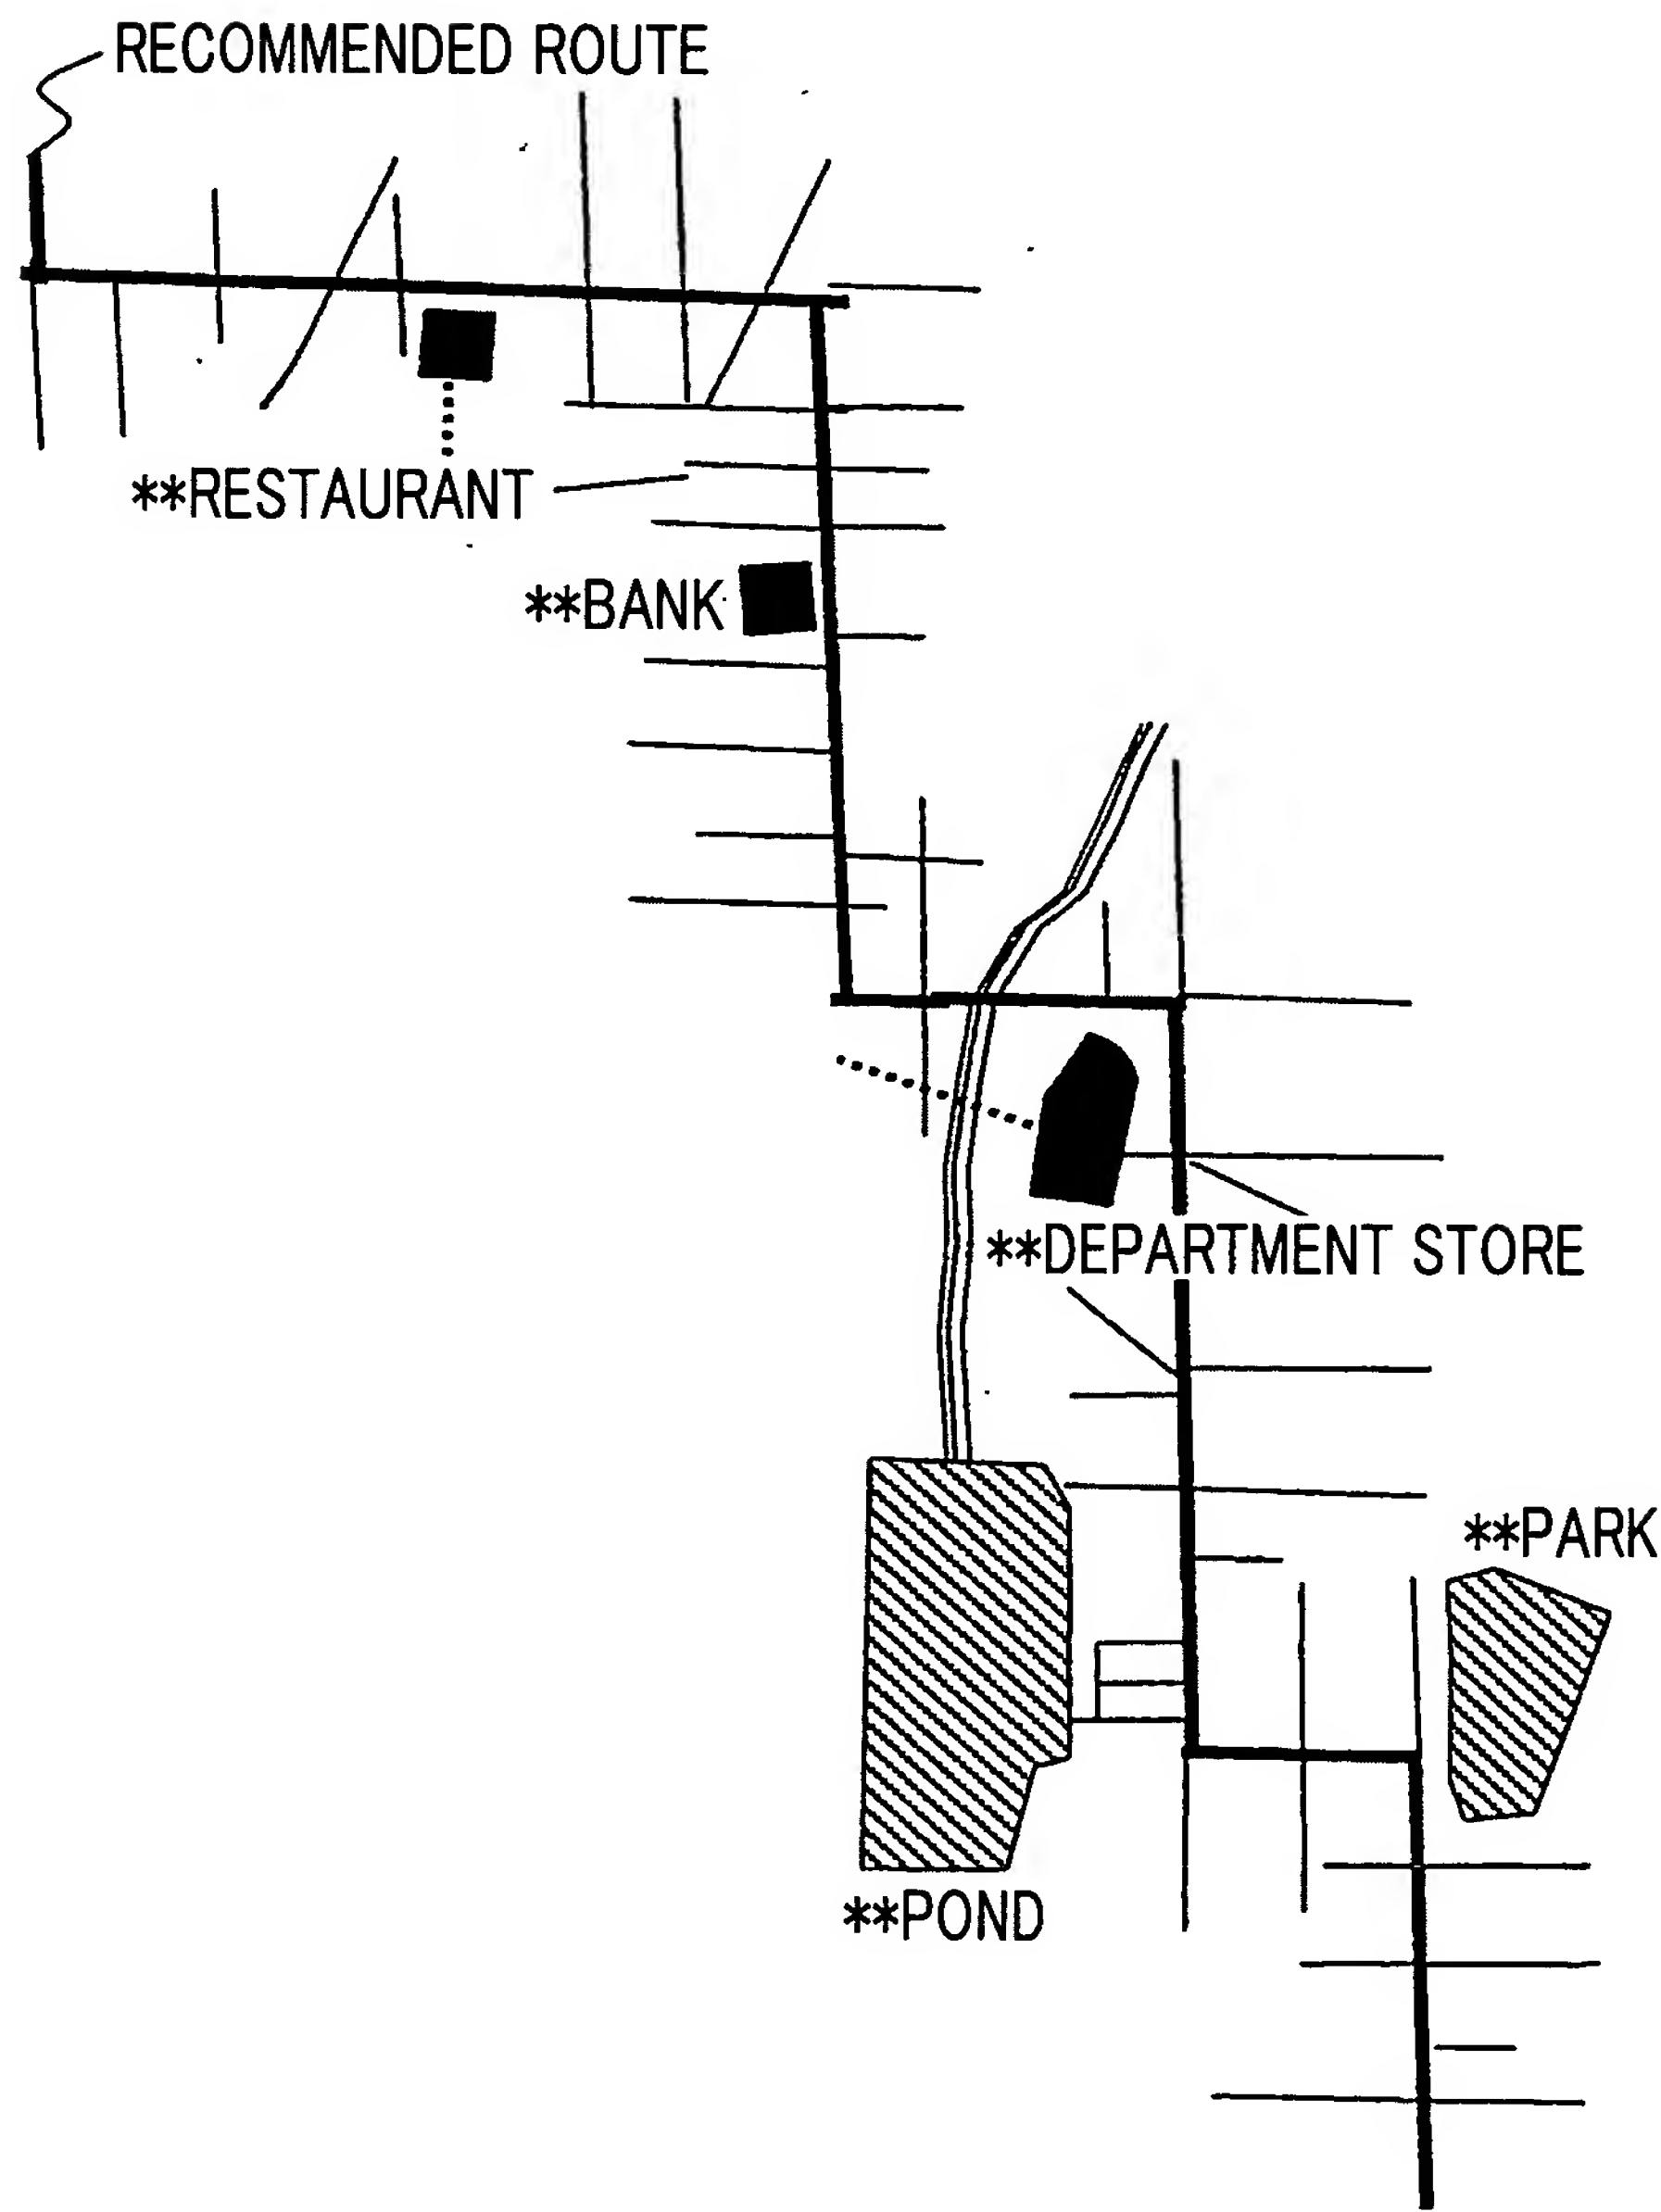 RECOMMENDED ROUTE
**RESTAURANT
**BANK
**DEPARTMENT STORE
**PARK
**POND